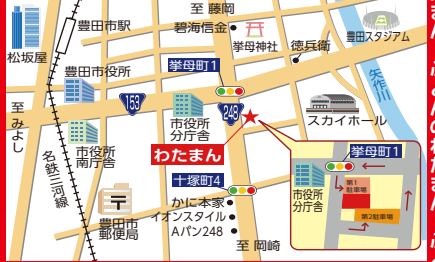 至 藤岡
豊田市駅
碧海信金
挙母神社
徳兵衛
豊田スタジアム
松坂屋
豊田市役所
挙母町1
矢作川
至みよし
153
248
市役所
分庁舎
スカイホール
市役所
南庁舎
わたまん
名鉄三河線
十塚町4
豊田市
郵便局
かに本家
イオンスタイル
Aパン248
至 岡崎
挙母町1
市役所
分庁舎
第1
駐車場
第2駐車場